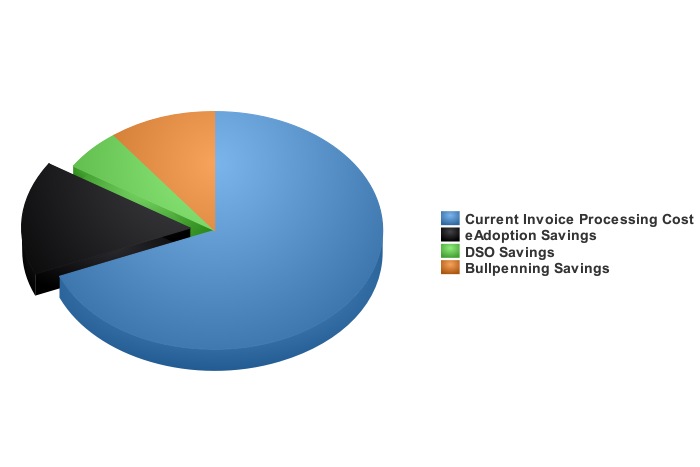 Current Invoice Processing Cost
eAdoption Savings
DSO Savings
Bullpenning Savings